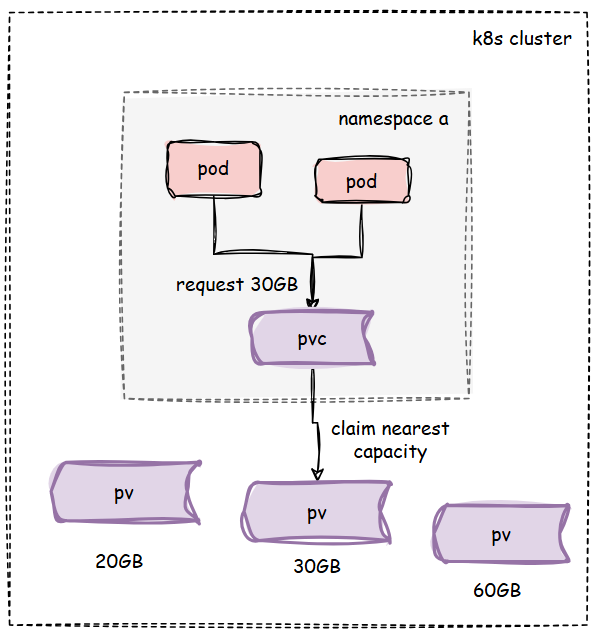 k8s cluster
namespace a
pod
pod
request 30GB
pvc
claim nearest
capacity
pv
pv
pv
20GB
30GB
60GB